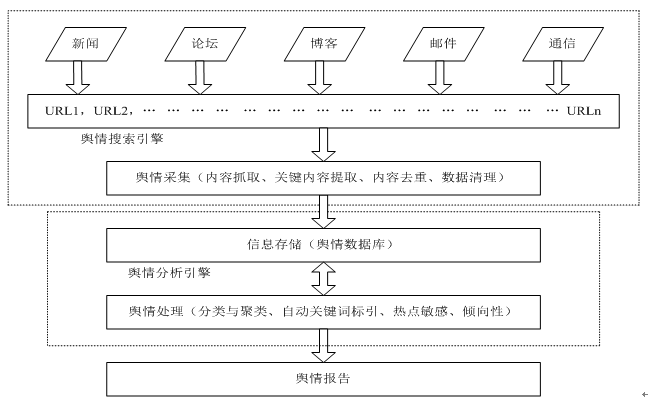 新闻 论坛 博客 邮件 通信
URL1，URL2，… … … … … … … … … … … … … … … … … … URLn
舆情搜索引擎
舆情采集（内容抓取、关键内容提取、内容去重、数据清理）
信息存储（舆情数据库）
舆情分析引擎
舆情处理（分类与聚类、自动关键词标引、热点敏感、倾向性）
舆情报告